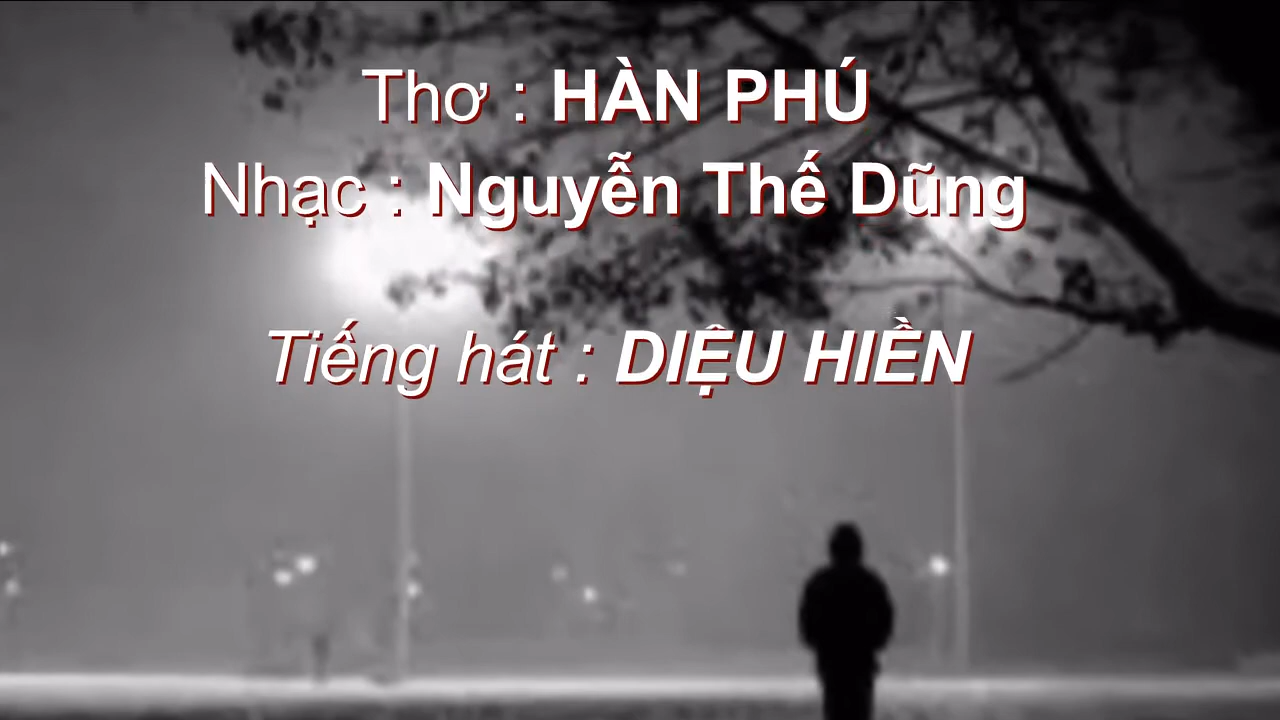 Thơ : HÀN PHÚ
Nhạc : Nguyễn Thế Dũng
Tiếng hát : DIỆU HIỀN